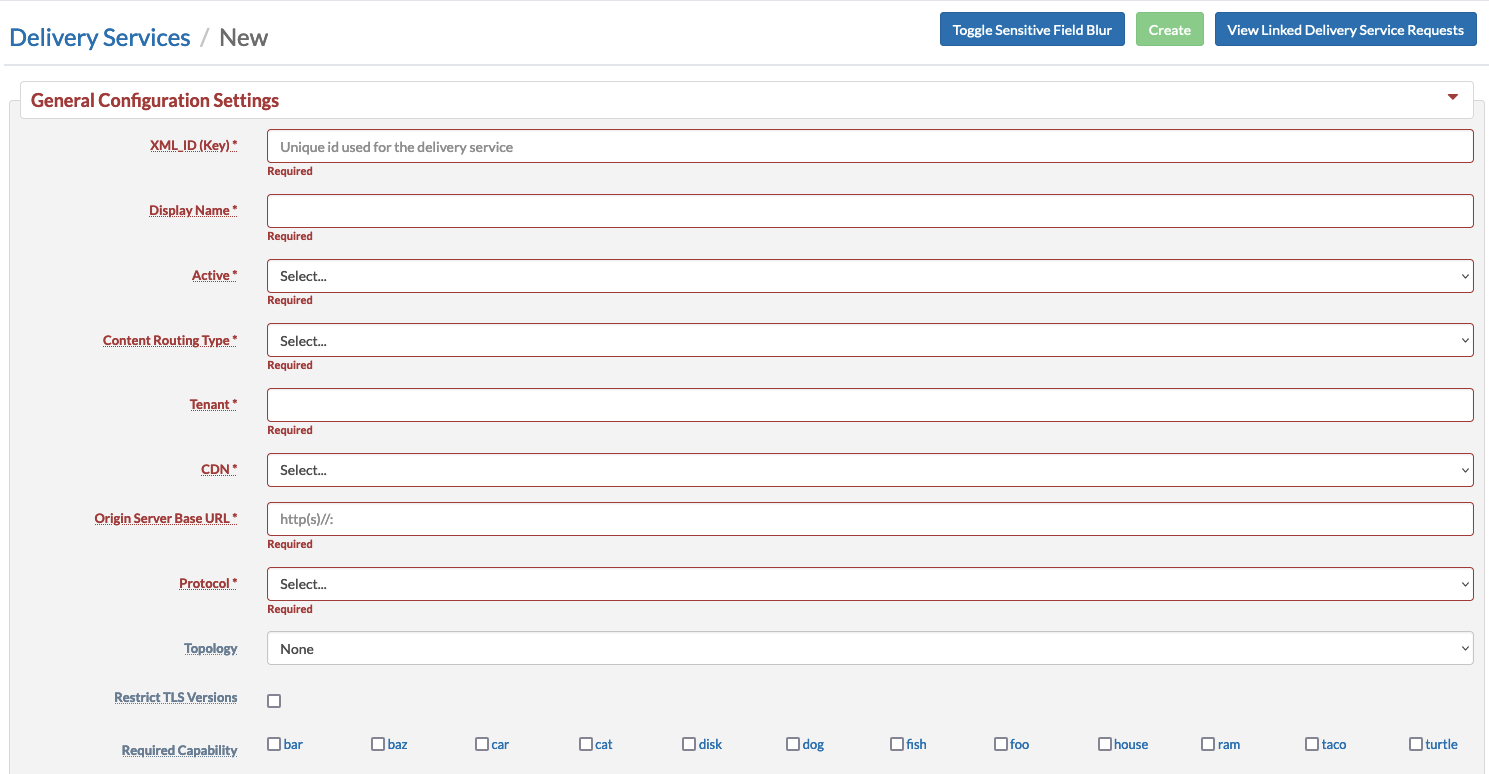 Delivery Services / New
Toggle Sensitive Field Blur
Create
View Linked Delivery Service Requests
General Configuration Settings
XML_ID (Key) *
Unique id used for the delivery service
Required
Display Name *
Required
Active *
Select...
Required
Content Routing Type *
Select...
Required
Tenant *
Required
CDN *
Select...
Origin Server Base URL *
http(s)//:
Required
Protocol *
Select...
Required
Topology
None
Restrict TLS Versions
Required Capability
bar baz car cat disk dog fish foo house ram taco turtle